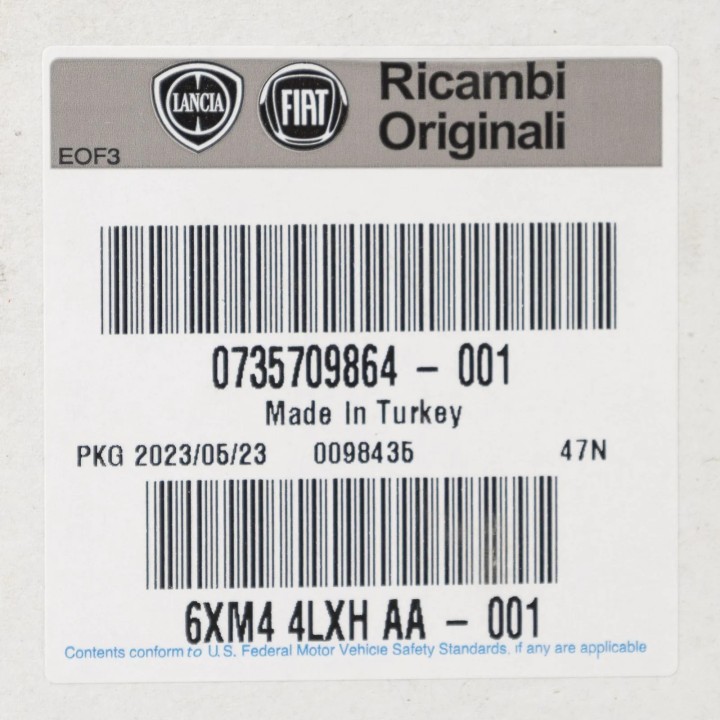 LANCIA FIAT Ricambi
Originali
EOF3
0735709864 - 001
Made In Turkey
PKG 2023/05/23 0098435 47N
6XM4 4LXH AA - 001
Contents conform to U.S. Federal Motor Vehicle Safety Standards, if any are applicable